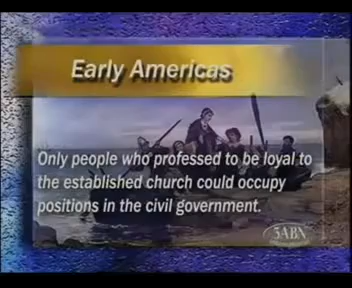 Early Americas
Only people who professed to be loyal to
the established church could occupy
positions in the civil government.
3ABN